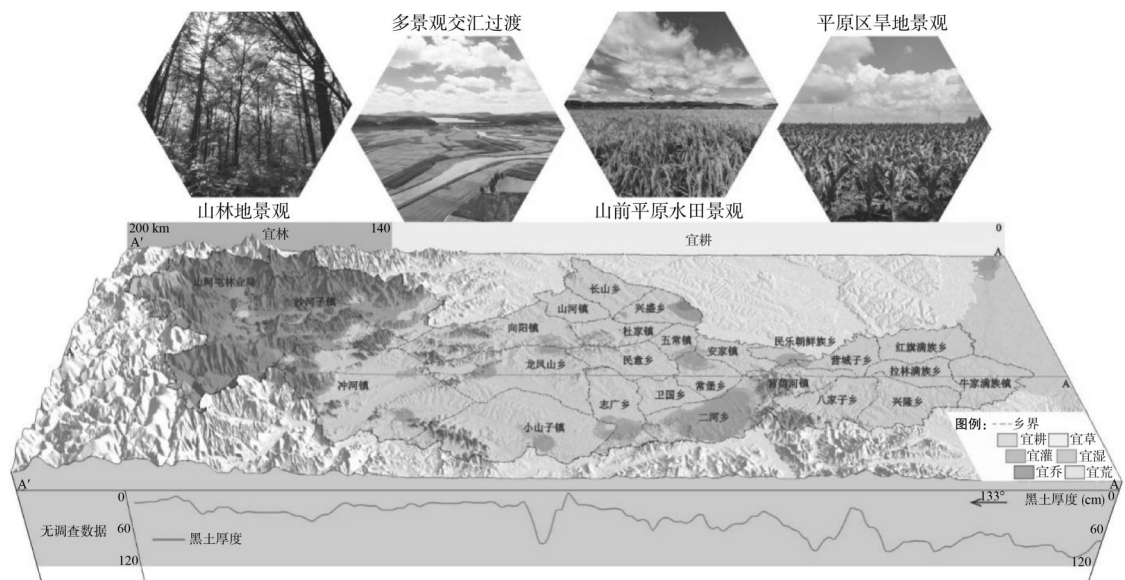 多景观交汇过渡
平原区旱地景观
山林地景观
山前平原水田景观
200 km
140
0
A′
宜林
宜耕
A
山河屯林业局
沙河子镇
长山乡
山河镇
兴盛乡
向阳镇
杜家镇
五常镇
安家镇
民乐朝鲜族乡
红旗满族乡
营城子乡
龙凤山乡
民意乡
拉林满族乡
冲河镇
常堡乡
背荫河镇
牛家满族镇
A
A
卫国乡
志广乡
八家子乡
兴隆乡
二河乡
小山子镇
图例:
乡界
宜耕
宜草
宜灌
宜湿
宜乔
宜荒
A′
A
0
133°
黑土厚度 (cm)
0
无调查数据
60
黑土厚度
60
120
120